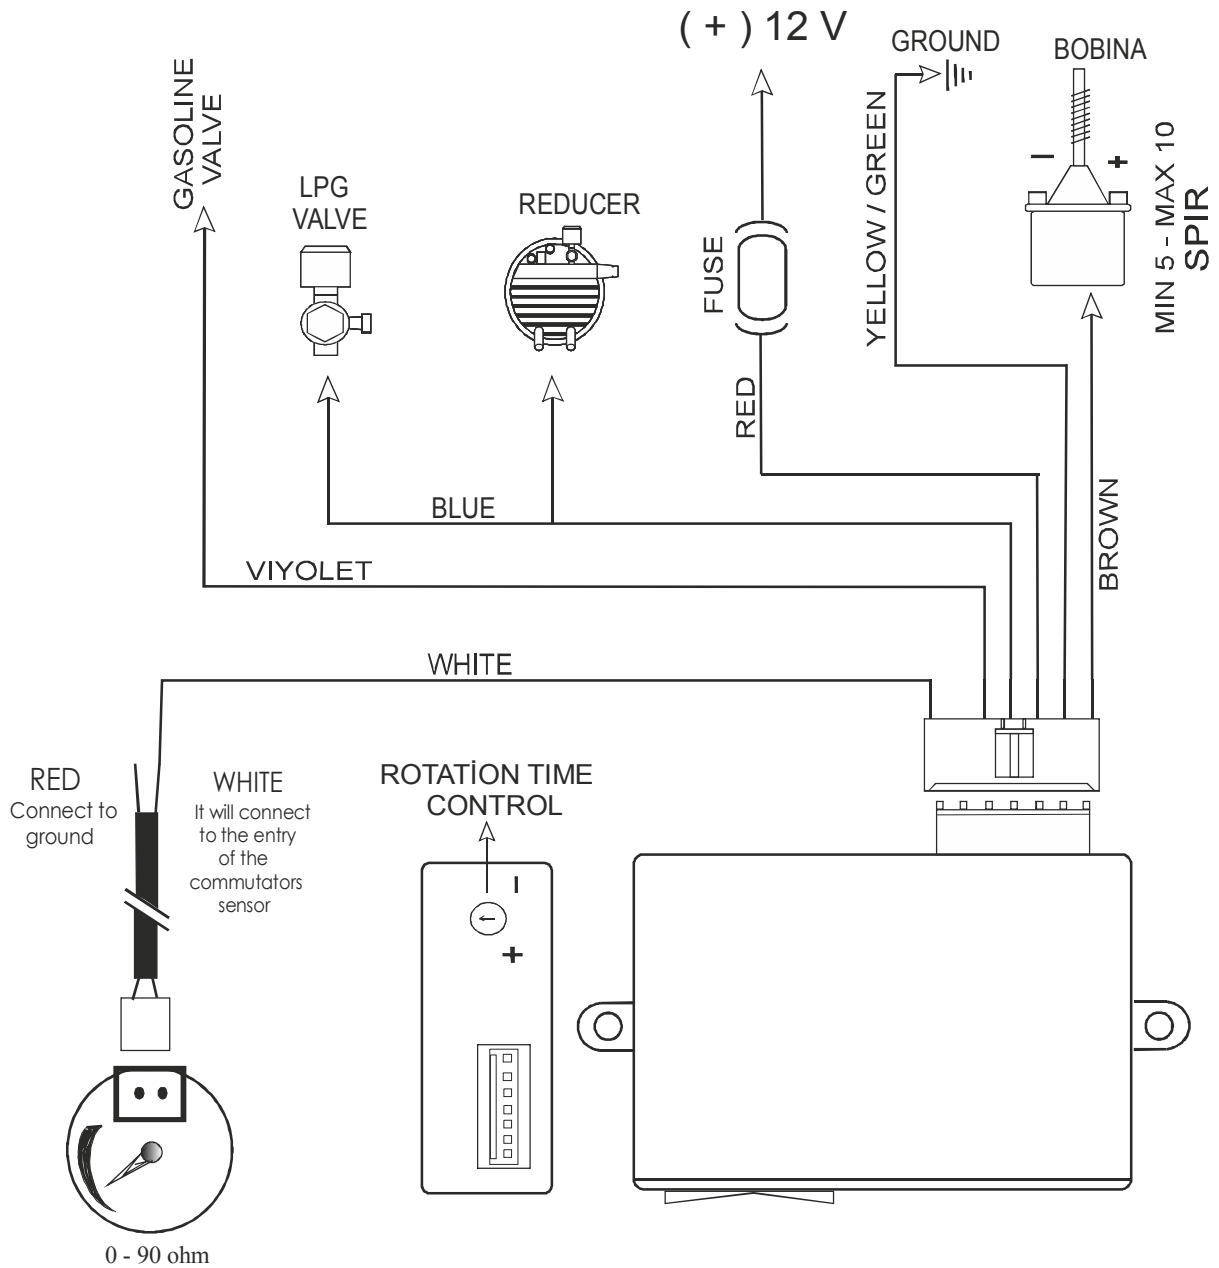 ( + ) 12 V
GROUND
BOBINA
GASOLINE
VALVE
LPG
VALVE
REDUCER
FUSE
RED
YELLOW / GREEN
- +
MIN 5 - MAX 10
SPIR
BROWN
BLUE
VIYOLET
WHITE
RED
Connect to
ground
WHITE
It will connect
to the entry
of the
commutators
sensor
ROTATİON TIME
CONTROL
-
+
0 - 90 ohm